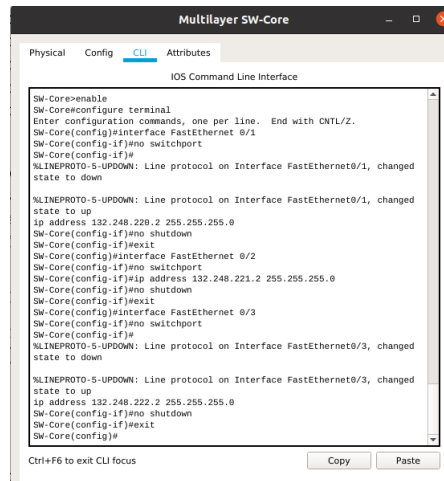 Multilayer SW-Core
Physical Config CLI Attributes
IOS Command Line Interface
SW-Core>enable
SW-Core#configure terminal
Enter configuration commands, one per line. End with CNTL/Z.
SW-Core(config)#interface FastEthernet 0/1
SW-Core(config-if)#no switchport
SW-Core(config-if)#
%LINEPROTO-5-UPDOWN: Line protocol on Interface FastEthernet0/1, changed
state to down
%LINEPROTO-5-UPDOWN: Line protocol on Interface FastEthernet0/1, changed
state to up
ip address 132.248.220.2 255.255.255.0
SW-Core(config-if)#no shutdown
SW-Core(config-if)#exit
SW-Core(config)#interface FastEthernet 0/2
SW-Core(config-if)#no switchport
SW-Core(config-if)#ip address 132.248.221.2 255.255.255.0
SW-Core(config-if)#no shutdown
SW-Core(config-if)#exit
SW-Core(config)#interface FastEthernet 0/3
SW-Core(config-if)#no switchport
SW-Core(config-if)#
%LINEPROTO-5-UPDOWN: Line protocol on Interface FastEthernet0/3, changed
state to down
%LINEPROTO-5-UPDOWN: Line protocol on Interface FastEthernet0/3, changed
state to up
ip address 132.248.222.2 255.255.255.0
SW-Core(config-if)#no shutdown
SW-Core(config-if)#exit
SW-Core(config)#
Ctrl+F6 to exit CLI focus Copy Paste